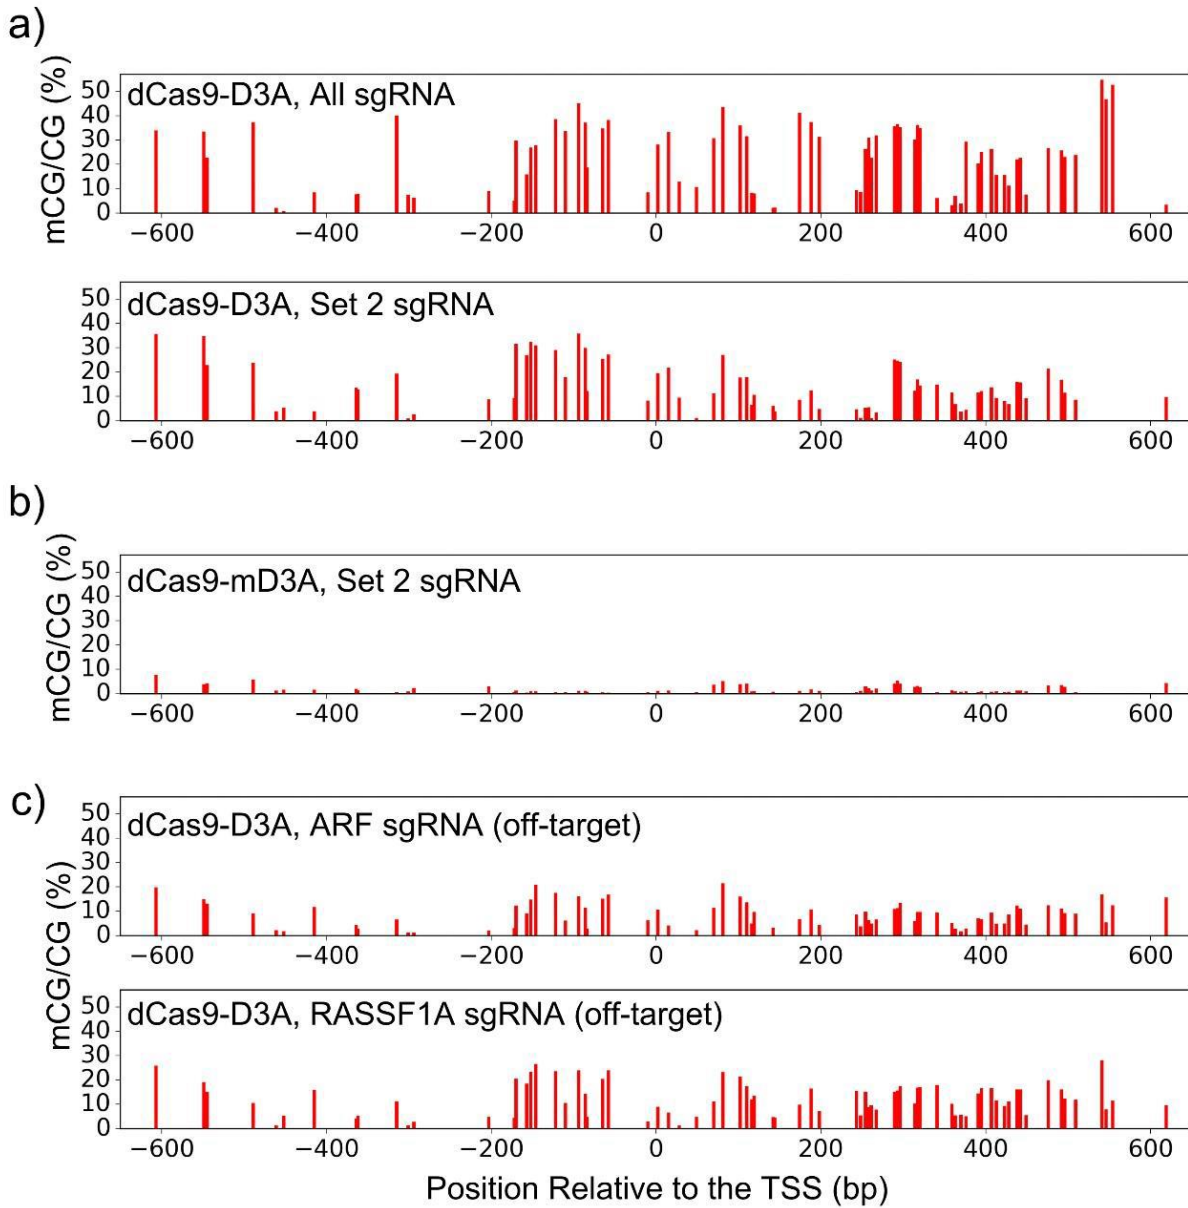 a)
mCG/CG (%)
dCas9-D3A, All sgRNA
50
40
30
20
10
0
−600 −400 −200 0 200 400 600
dCas9-D3A, Set 2 sgRNA
50
40
30
20
10
0
−600 −400 −200 0 200 400 600
b)
mCG/CG (%)
dCas9-mD3A, Set 2 sgRNA
50
40
30
20
10
0
−600 −400 −200 0 200 400 600
c)
mCG/CG (%)
dCas9-D3A, ARF sgRNA (off-target)
50
40
30
20
10
0
−600 −400 −200 0 200 400 600
dCas9-D3A, RASSF1A sgRNA (off-target)
50
40
30
20
10
0
−600 −400 −200 0 200 400 600
Position Relative to the TSS (bp)